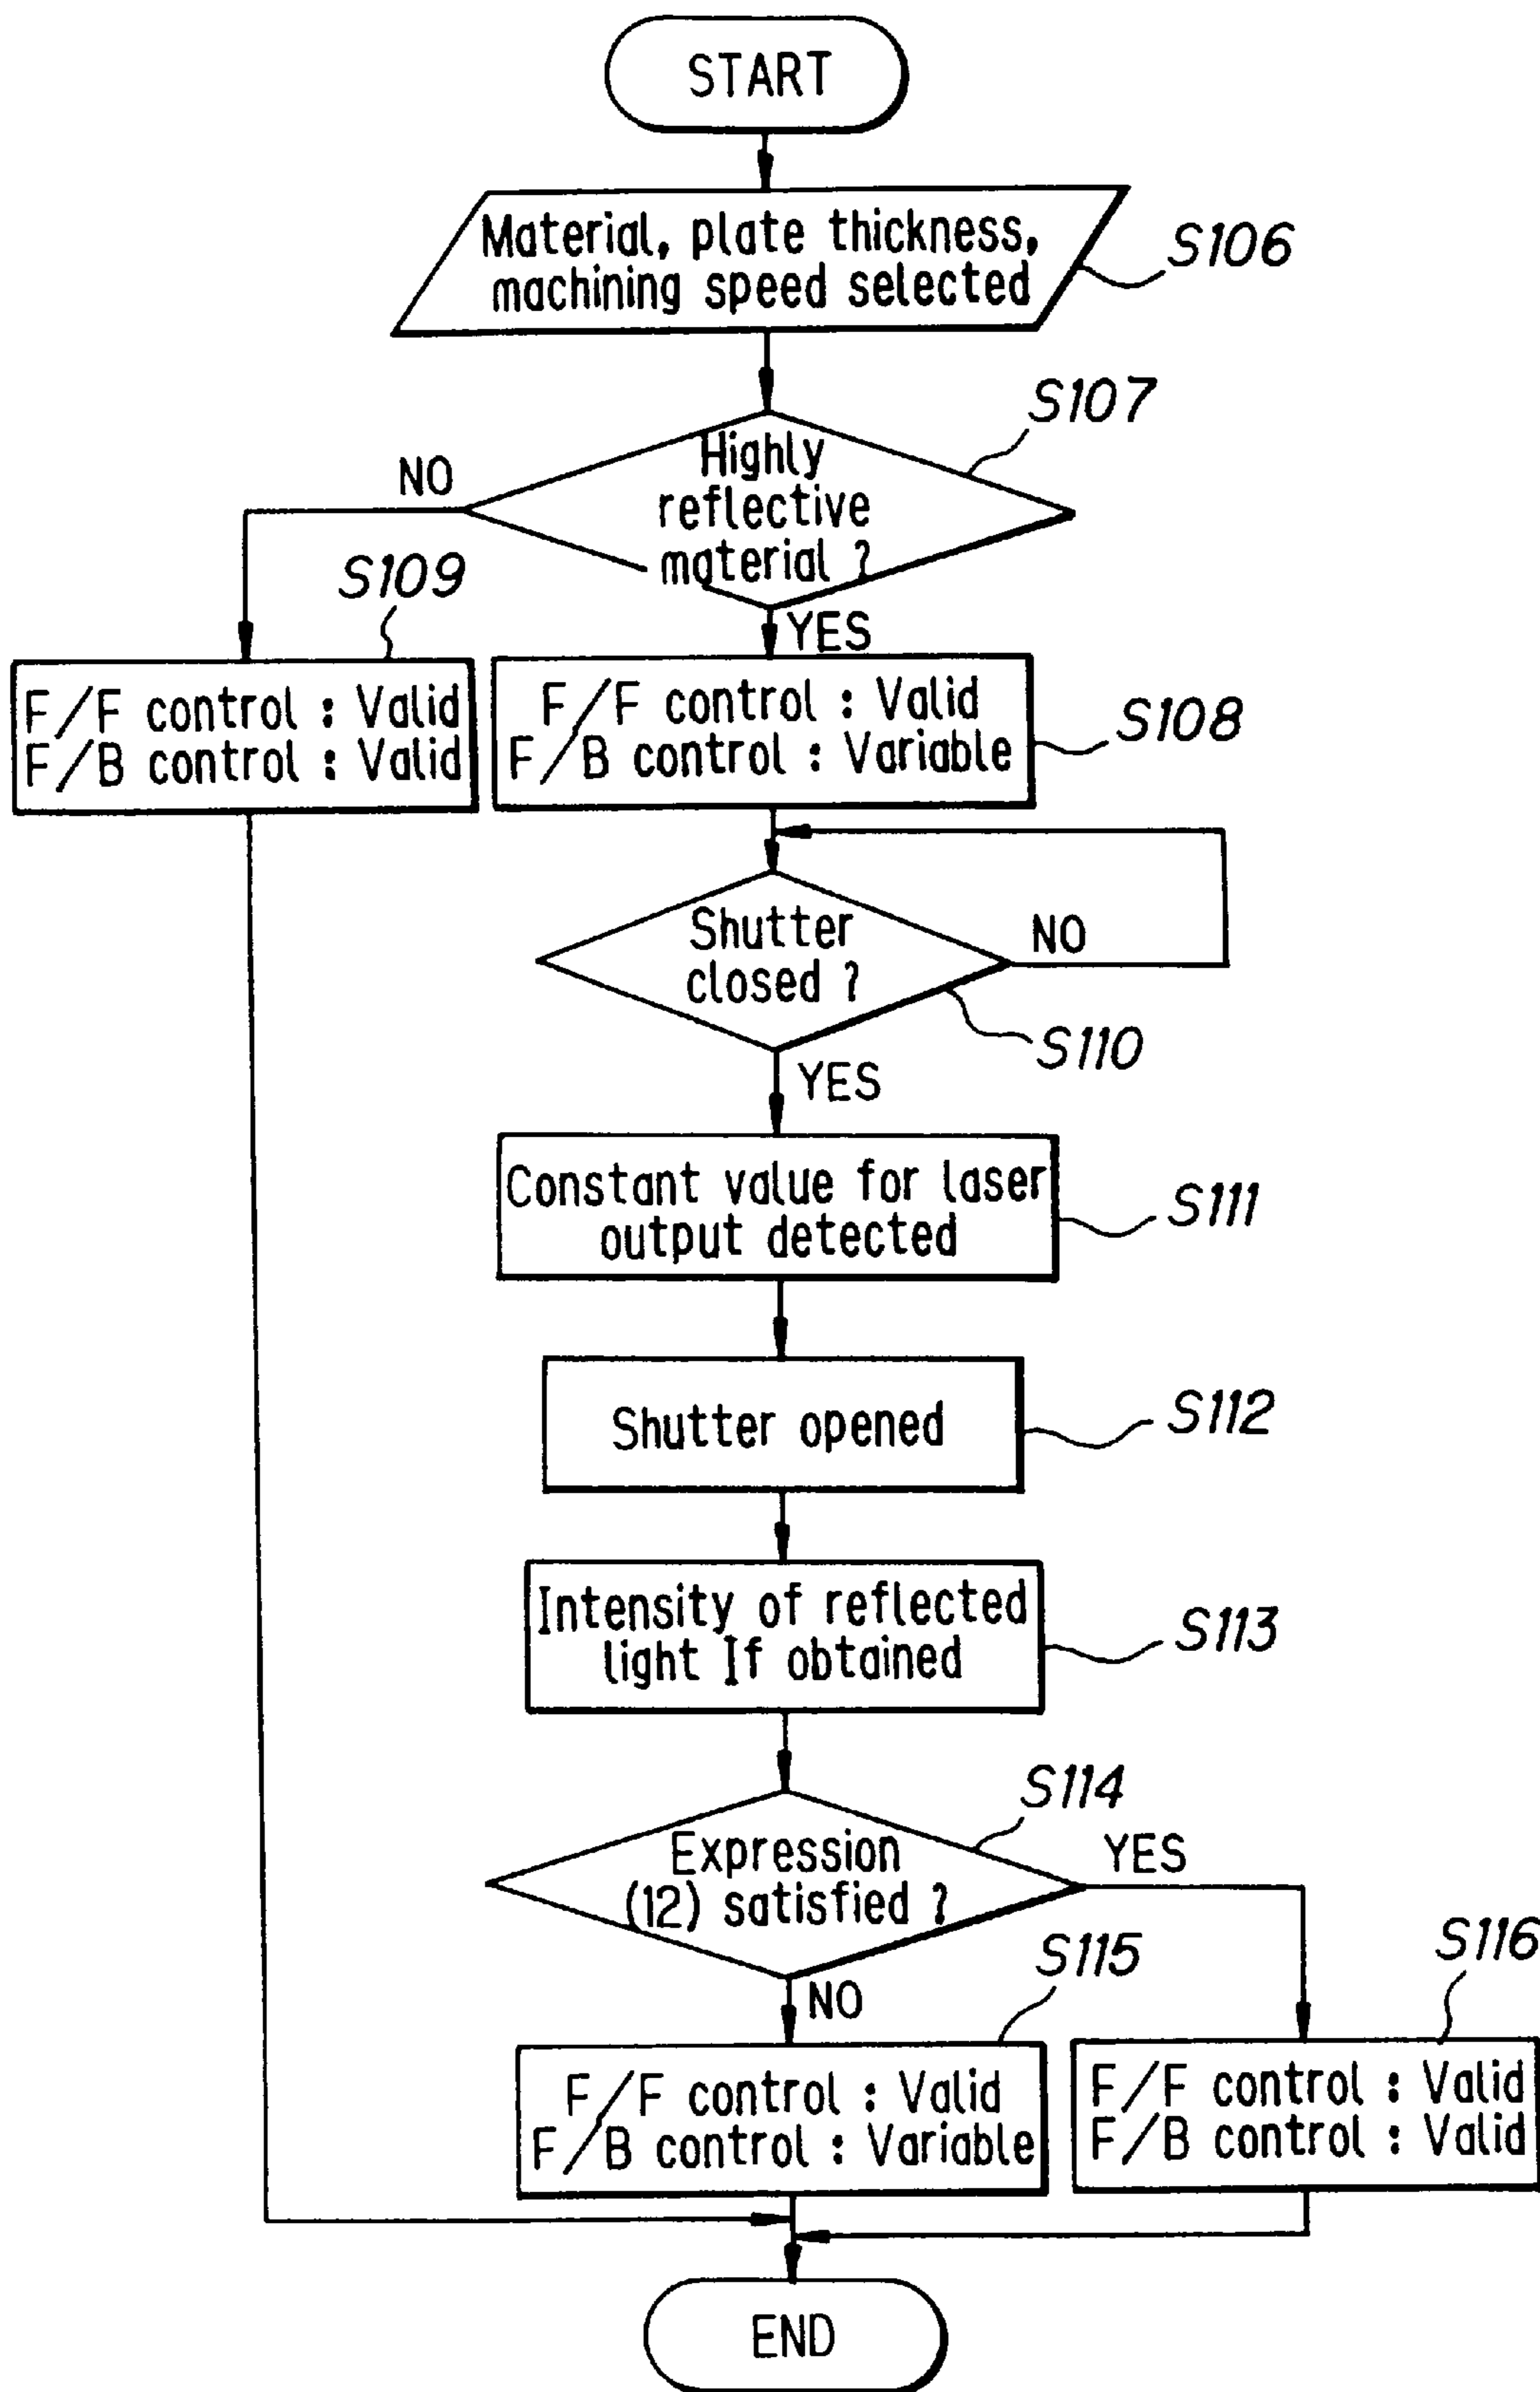 START
Material, plate thickness,
machining speed selected
S106
S107
Highly
reflective
material ?
NO
YES
S109
F/F control : Valid
F/B control : Valid
F/F control : Valid
F/B control : Variable
S108
Shutter
closed ?
NO
S110
YES
Constant value for laser
output detected
S111
Shutter opened
S112
Intensity of reflected
light If obtained
S113
S114
Expression
(12) satisfied ?
YES
NO
S115
S116
F/F control : Valid
F/B control : Variable
F/F control : Valid
F/B control : Valid
END